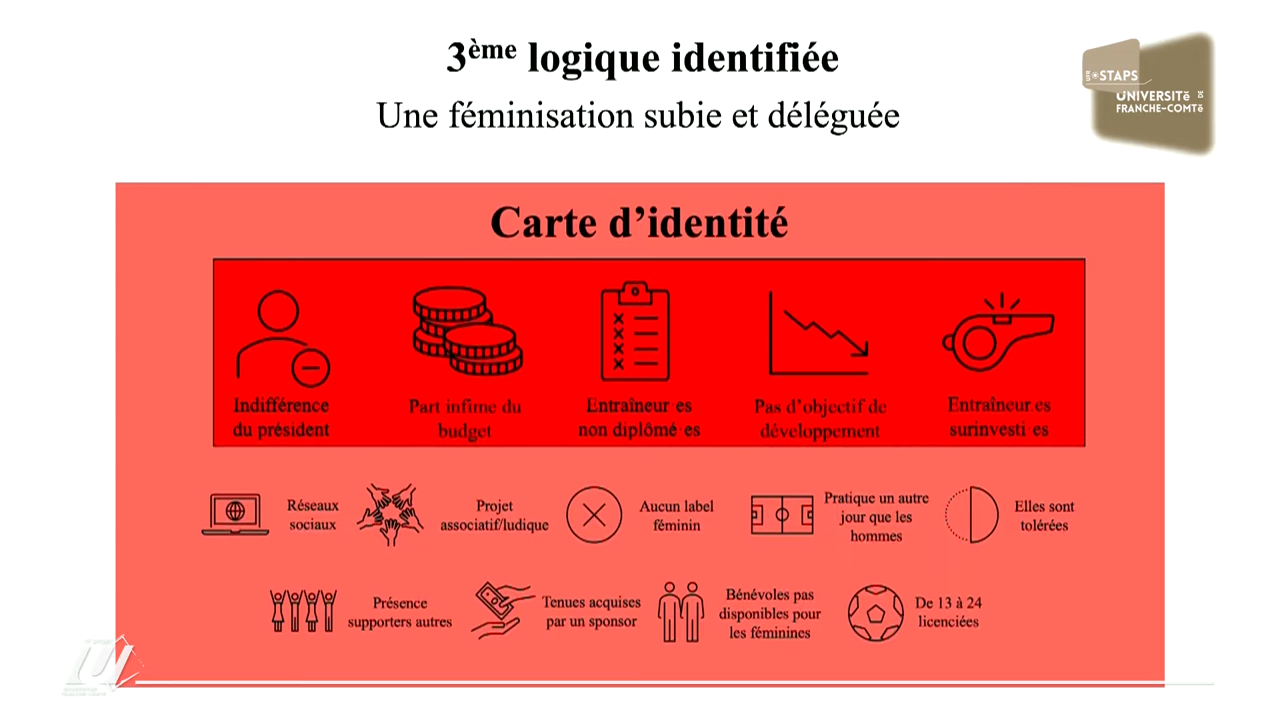 3ème logique identifiée
Une féminisation subie et déléguée
UFR STAPS
UNIVERSITē DE
FRANCHE-COMTē
Carte d'identité
Indifférence
du président
Part infime du
budget
Entraîneur·es
non diplômé·es
Pas d'objectif de
développement
Entraîneur.es
surinvesti·es
Réseaux
sociaux
Projet
associatif/ludique
Aucun label
féminin
Pratique un autre
jour que les
hommes
Elles sont
tolérées
Présence
supporters autres
Tenues acquises
par un sponsor
Bénévoles pas
disponibles pour
les féminines
De 13 à 24
licenciées